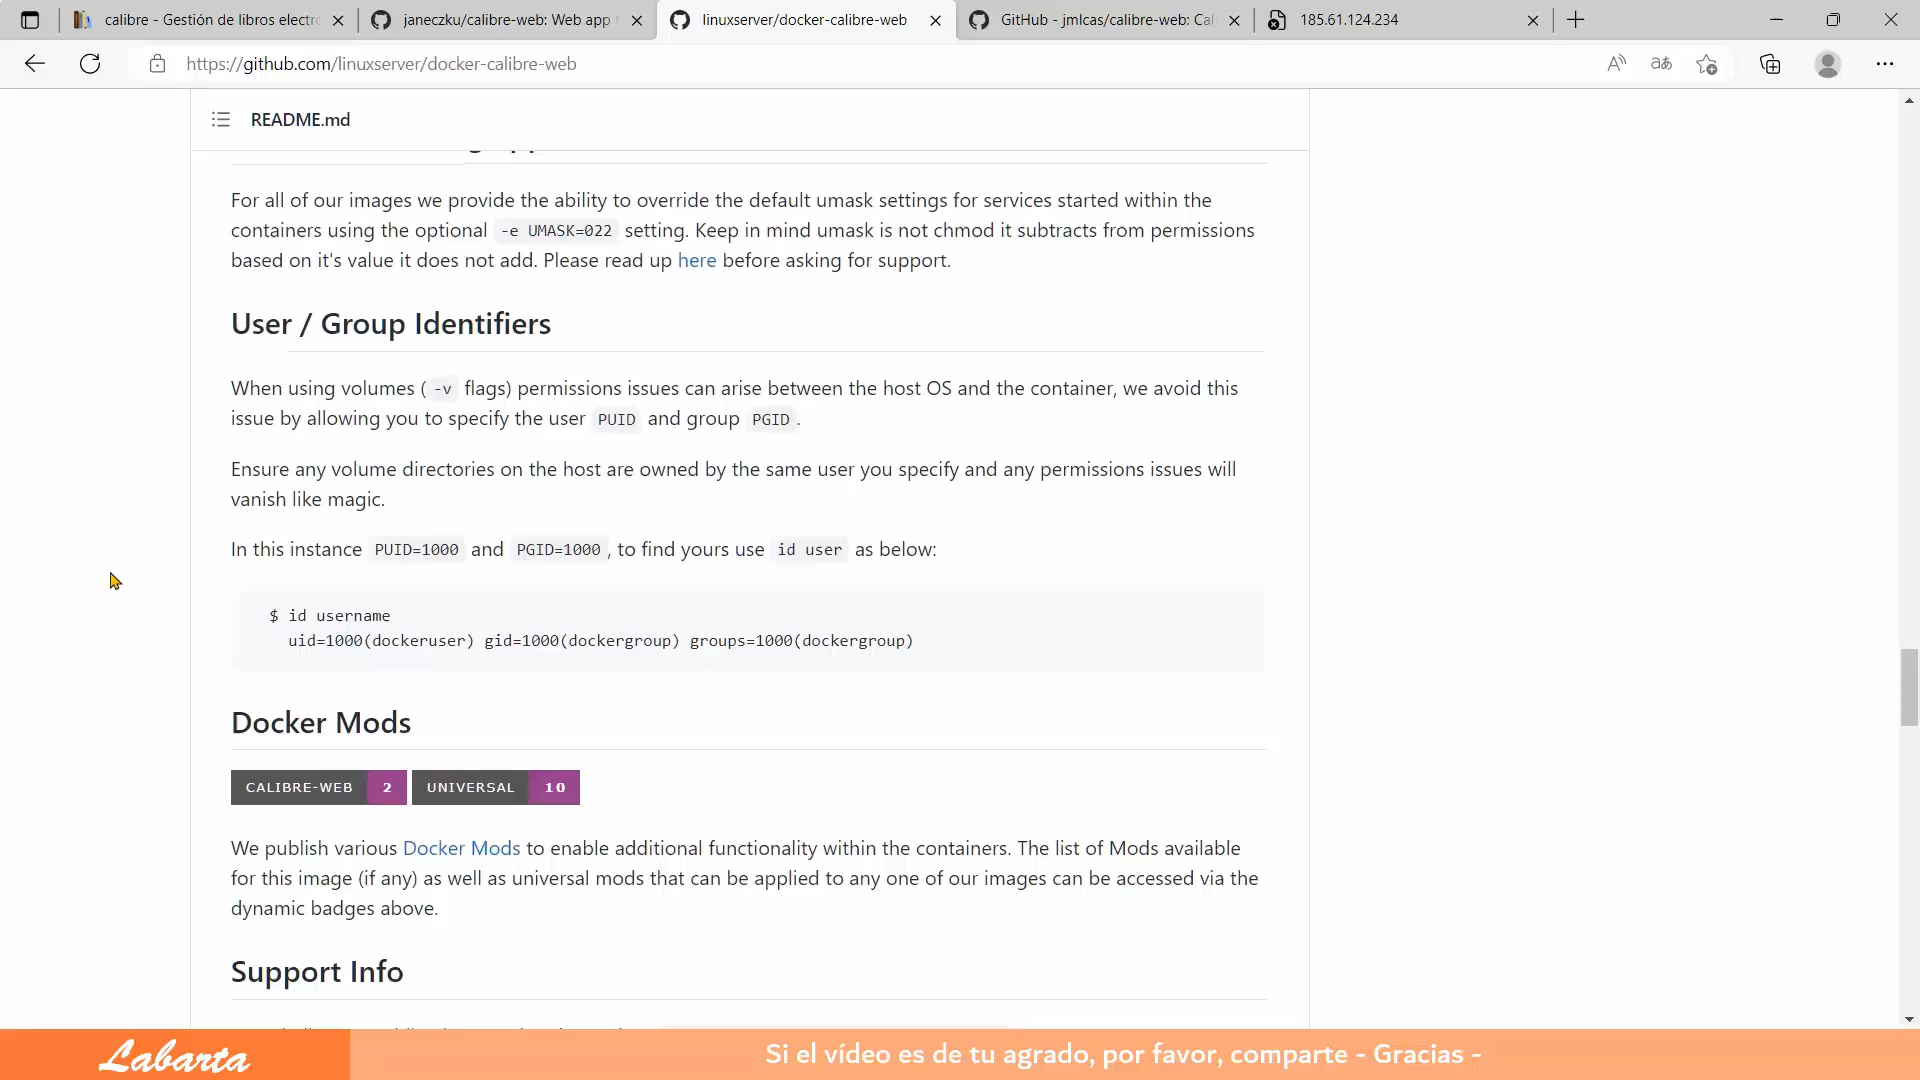 calibre - Gestión de libros electro
janeczku/calibre-web: Web app
linuxserver/docker-calibre-web
GitHub - jmlcas/calibre-web: Cal
185.61.124.234
https://github.com/linuxserver/docker-calibre-web
README.md
For all of our images we provide the ability to override the default umask settings for services started within the
containers using the optional -e UMASK=022 setting. Keep in mind umask is not chmod it subtracts from permissions
based on it's value it does not add. Please read up here before asking for support.
User / Group Identifiers
When using volumes ( -v flags) permissions issues can arise between the host OS and the container, we avoid this
issue by allowing you to specify the user PUID and group PGID .
Ensure any volume directories on the host are owned by the same user you specify and any permissions issues will
vanish like magic.
In this instance PUID=1000 and PGID=1000 , to find yours use id user as below:
$ id username
uid=1000(dockeruser) gid=1000(dockergroup) groups=1000(dockergroup)
Docker Mods
CALIBRE-WEB 2 UNIVERSAL 10
We publish various Docker Mods to enable additional functionality within the containers. The list of Mods available
for this image (if any) as well as universal mods that can be applied to any one of our images can be accessed via the
dynamic badges above.
Support Info
Labarta
Si el vídeo es de tu agrado, por favor, comparte - Gracias -